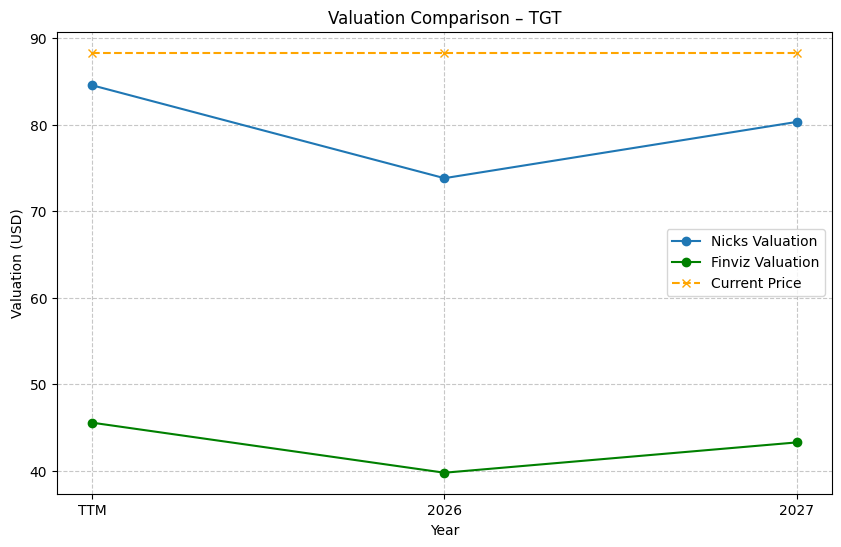 Valuation Comparison – TGT
Valuation (USD)
90
80
70
60
50
40
Nicks Valuation
Finviz Valuation
Current Price
TTM
2026
2027
Year